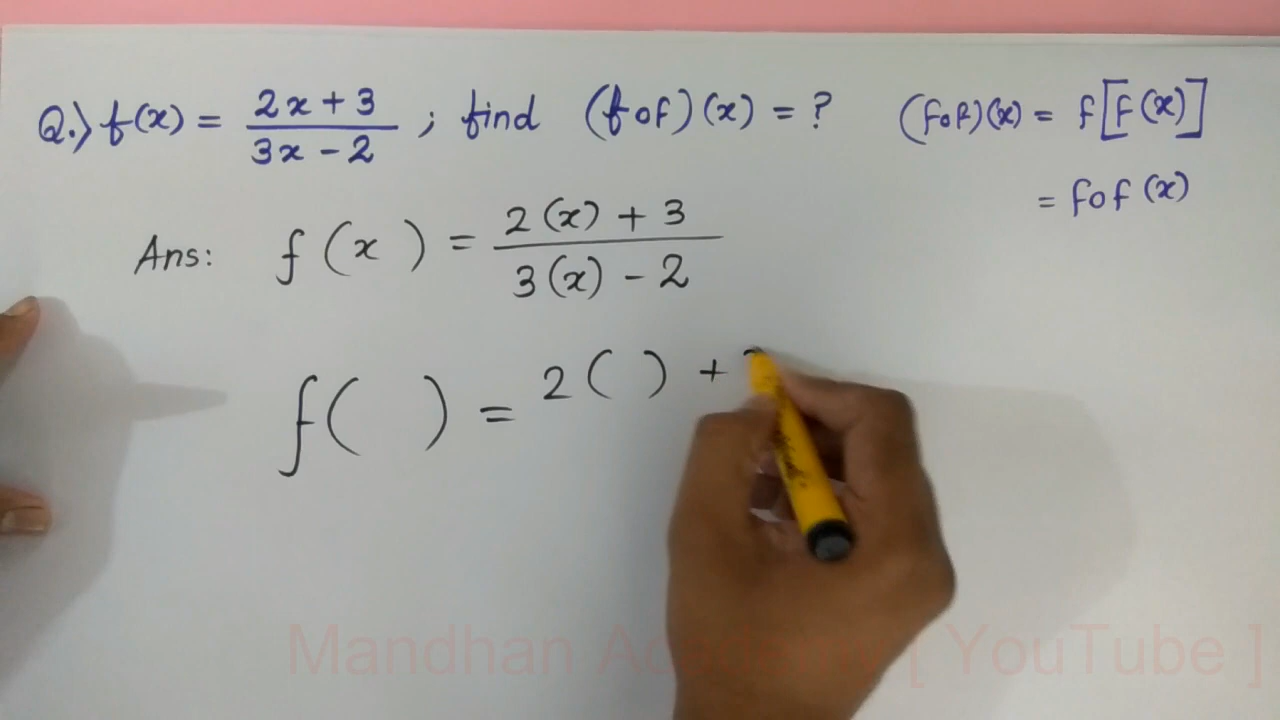 Q.) f(x) = 2x + 3 / 3x - 2 ; find (fof)(x) = ? (fof)(x) = f[f(x)]
= fof(x)
Ans: f(x) = 2(x) + 3 / 3(x) - 2
f( ) = 2( ) +
Mandhan Academy [ YouTube ]